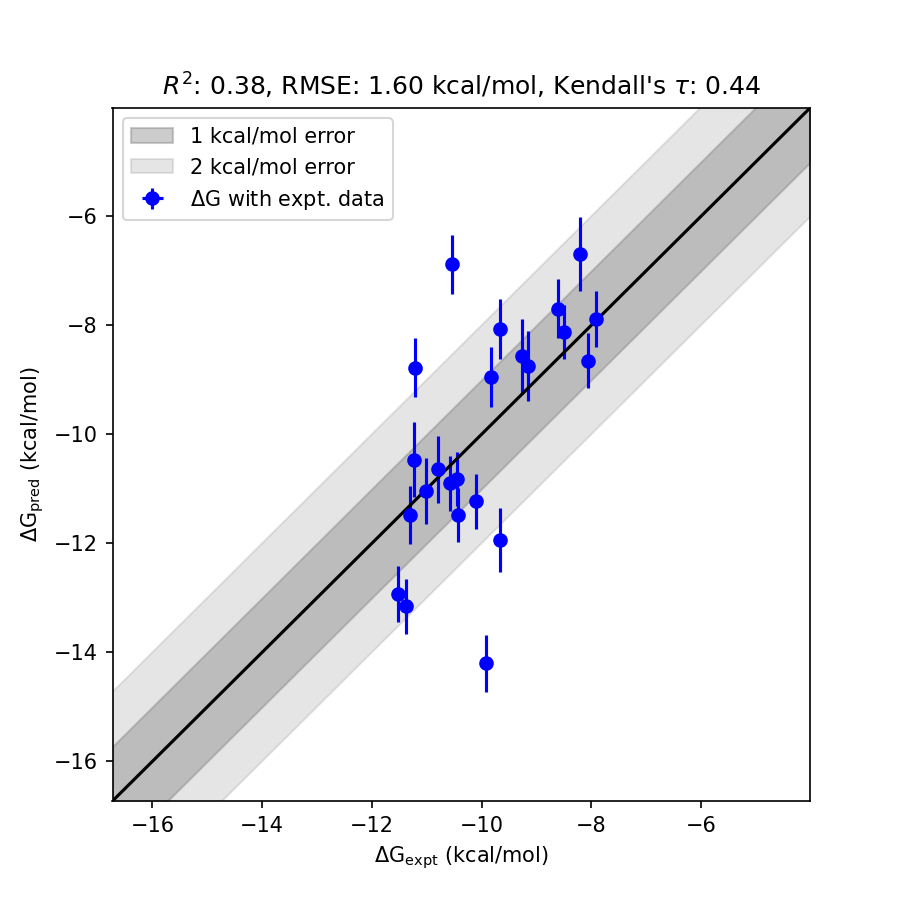 R²: 0.38, RMSE: 1.60 kcal/mol, Kendall's τ: 0.44
1 kcal/mol error
2 kcal/mol error
ΔG with expt. data
−6
−8
−10
−12
−14
−16
ΔGpred (kcal/mol)
−16 −14 −12 −10 −8 −6
ΔGexpt (kcal/mol)